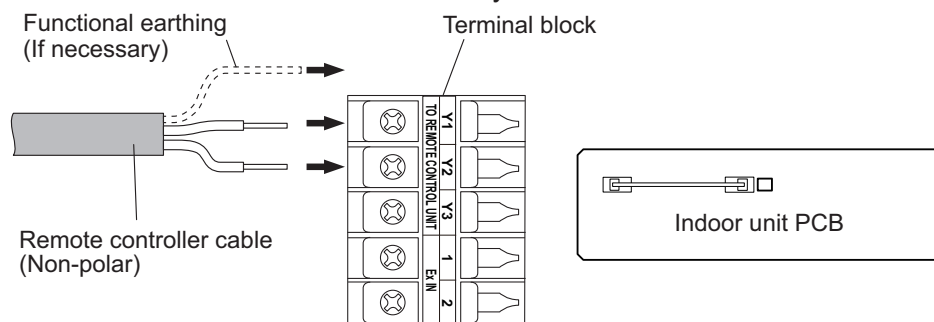 Functional earthing
(If necessary)
Terminal block
Y1
Y2
Y3
1
2
TO REMOTE CONTROL UNIT
Ex IN
Remote controller cable
(Non-polar)
Indoor unit PCB